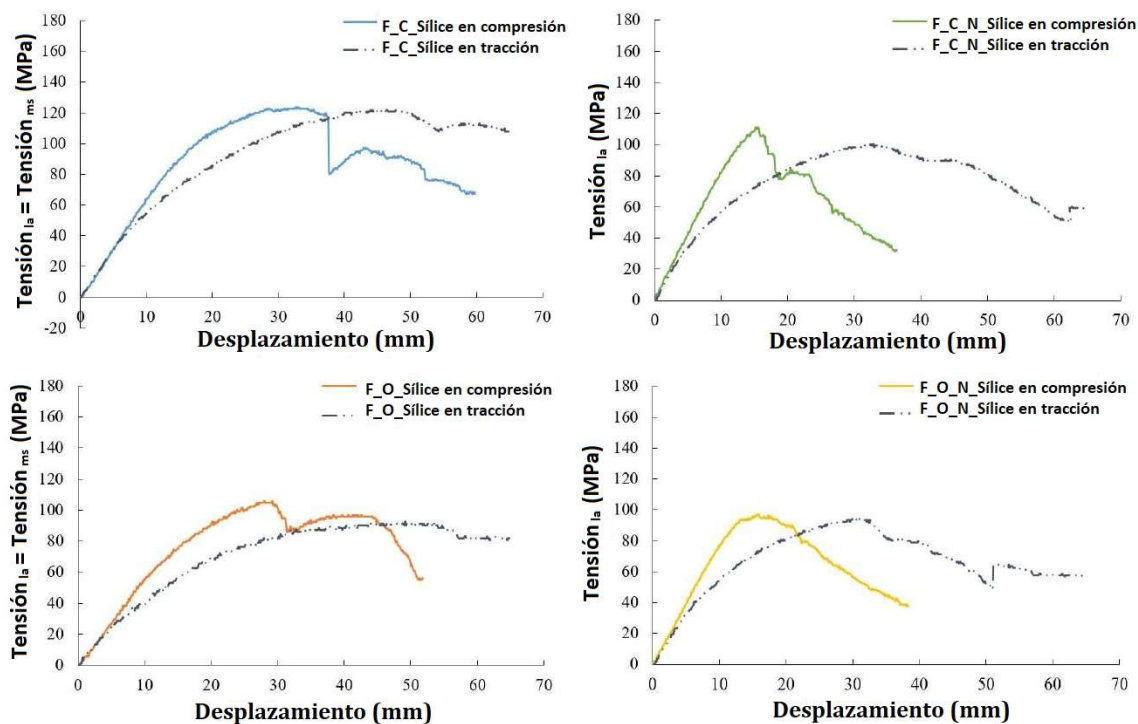 F_C_Sílice en compresión
F_C_Sílice en tracción
Tensión la = Tensión ms (MPa)
180
160
140
120
100
80
60
40
20
0
-20
0 10 20 30 40 50 60 70
Desplazamiento (mm)
F_C_N_Sílice en compresión
F_C_N_Sílice en tracción
Tensión la (MPa)
180
160
140
120
100
80
60
40
20
0
0 10 20 30 40 50 60 70
Desplazamiento (mm)
F_O_Sílice en compresión
F_O_Sílice en tracción
Tensión la = Tensión ms (MPa)
180
160
140
120
100
80
60
40
20
0
0 10 20 30 40 50 60 70
Desplazamiento (mm)
F_O_N_Sílice en compresión
F_O_N_Sílice en tracción
Tensión la (MPa)
180
160
140
120
100
80
60
40
20
0
0 10 20 30 40 50 60 70
Desplazamiento (mm)